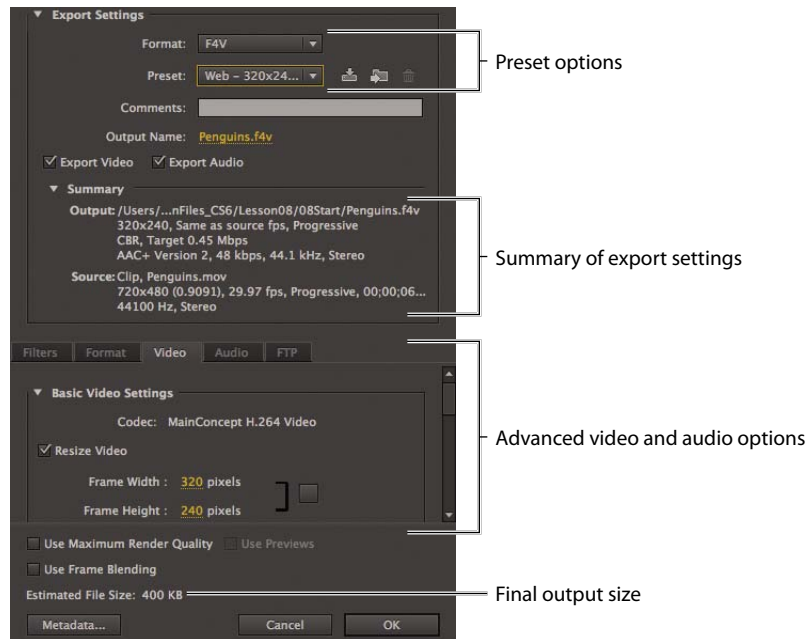 Export Settings
Format: F4V
Preset: Web – 320x24...
Preset options
Comments:
Output Name: Penguins.f4v
Export Video Export Audio
Summary
Output: /Users/...nFiles_CS6/Lesson08/08Start/Penguins.f4v
320x240, Same as source fps, Progressive
CBR, Target 0.45 Mbps
AAC+ Version 2, 48 kbps, 44.1 kHz, Stereo
Summary of export settings
Source: Clip, Penguins.mov
720x480 (0.9091), 29.97 fps, Progressive, 00;00;06...
44100 Hz, Stereo
Filters Format Video Audio FTP
Basic Video Settings
Codec: MainConcept H.264 Video
Advanced video and audio options
Resize Video
Frame Width : 320 pixels
Frame Height : 240 pixels
Use Maximum Render Quality Use Previews
Use Frame Blending
Estimated File Size: 400 KB
Final output size
Metadata... Cancel OK